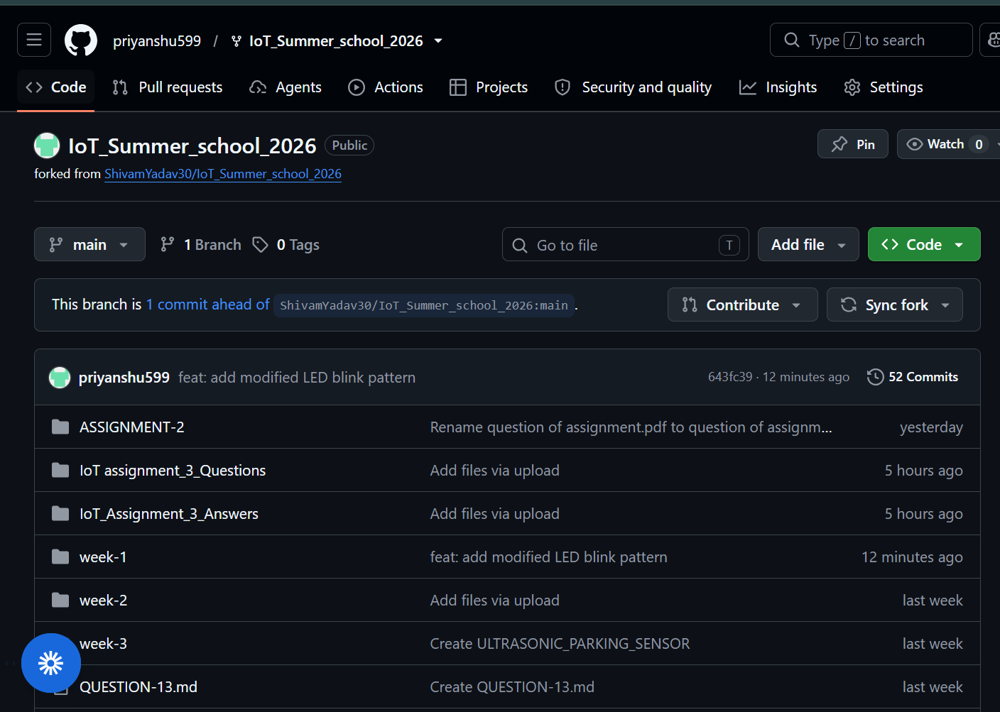 priyanshu599 / IoT_Summer_school_2026
Type / to search
Code Pull requests Agents Actions Projects Security and quality Insights Settings
IoT_Summer_school_2026 Public
Pin Watch 0
forked from ShivamYadav30/IoT_Summer_school_2026
main 1 Branch 0 Tags Go to file T Add file Code
This branch is 1 commit ahead of ShivamYadav30/IoT_Summer_school_2026:main . Contribute Sync fork
priyanshu599 feat: add modified LED blink pattern 643fc39 · 12 minutes ago 52 Commits
ASSIGNMENT-2 Rename question of assignment.pdf to question of assignm... yesterday
IoT assignment_3_Questions Add files via upload 5 hours ago
IoT_Assignment_3_Answers Add files via upload 5 hours ago
week-1 feat: add modified LED blink pattern 12 minutes ago
week-2 Add files via upload last week
week-3 Create ULTRASONIC_PARKING_SENSOR last week
QUESTION-13.md Create QUESTION-13.md last week